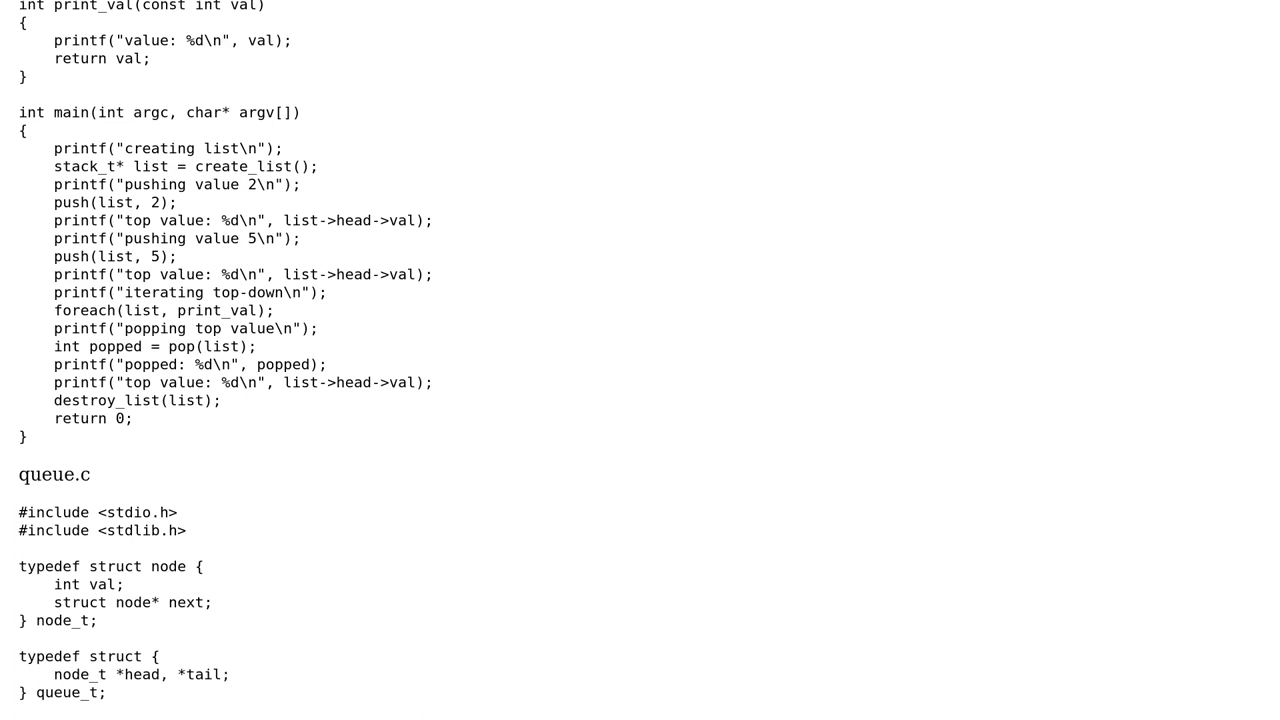 int print_val(const int val)
{
    printf("value: %d\n", val);
    return val;
}

int main(int argc, char* argv[])
{
    printf("creating list\n");
    stack_t* list = create_list();
    printf("pushing value 2\n");
    push(list, 2);
    printf("top value: %d\n", list->head->val);
    printf("pushing value 5\n");
    push(list, 5);
    printf("top value: %d\n", list->head->val);
    printf("iterating top-down\n");
    foreach(list, print_val);
    printf("popping top value\n");
    int popped = pop(list);
    printf("popped: %d\n", popped);
    printf("top value: %d\n", list->head->val);
    destroy_list(list);
    return 0;
}

queue.c

#include <stdio.h>
#include <stdlib.h>

typedef struct node {
    int val;
    struct node* next;
} node_t;

typedef struct {
    node_t *head, *tail;
} queue_t;